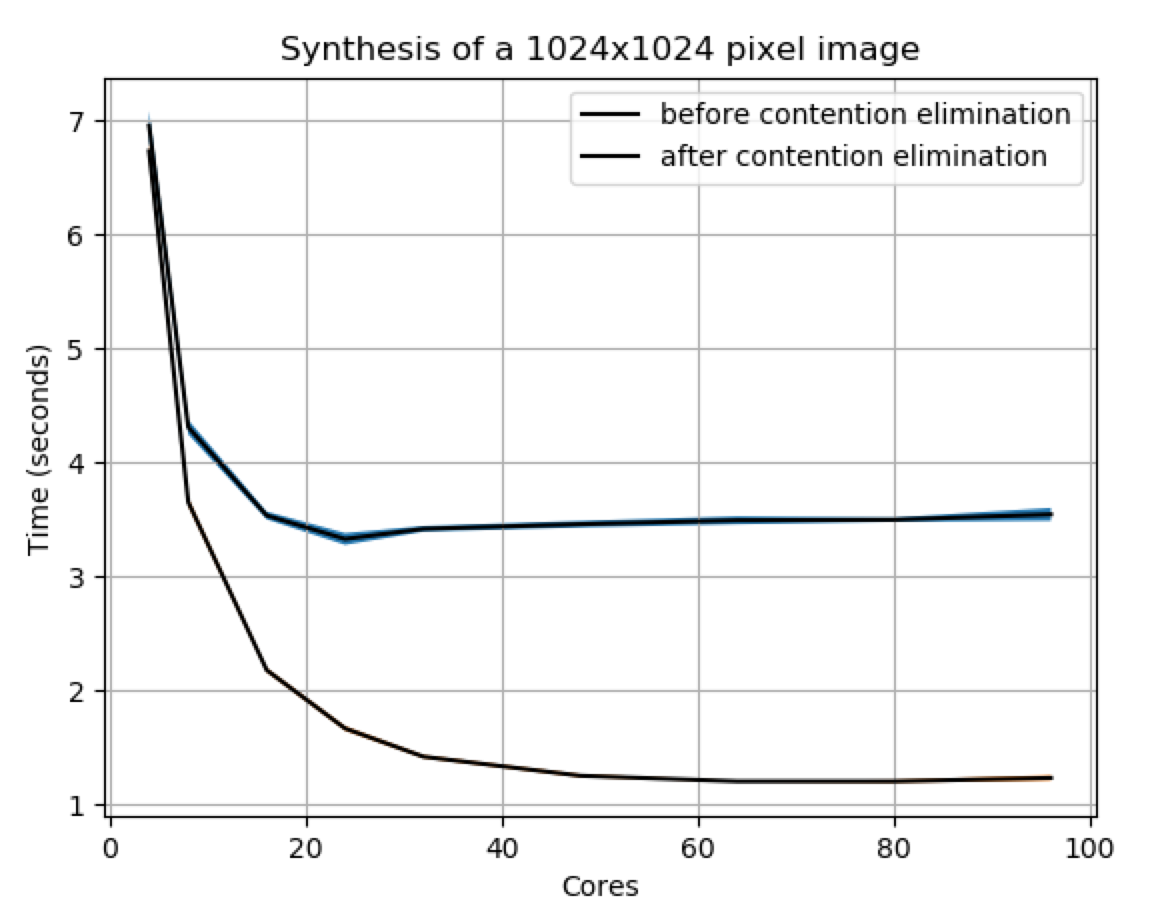 Synthesis of a 1024x1024 pixel image
before contention elimination
after contention elimination
7
6
5
4
3
2
1
Time (seconds)
0 20 40 60 80 100
Cores